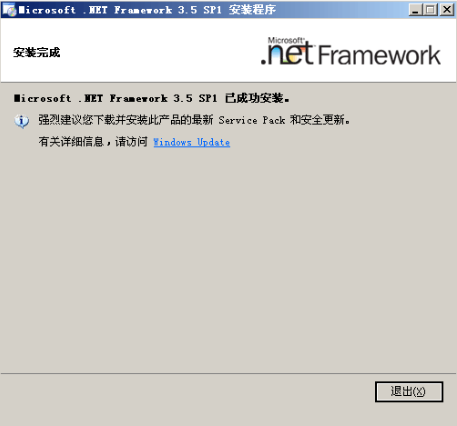 Microsoft .NET Framework 3.5 SP1 安装程序
安装完成
Microsoft
.net Framework
Microsoft .NET Framework 3.5 SP1 已成功安装。
强烈建议您下载并安装此产品的最新 Service Pack 和安全更新。
有关详细信息，请访问 Windows Update
退出(X)